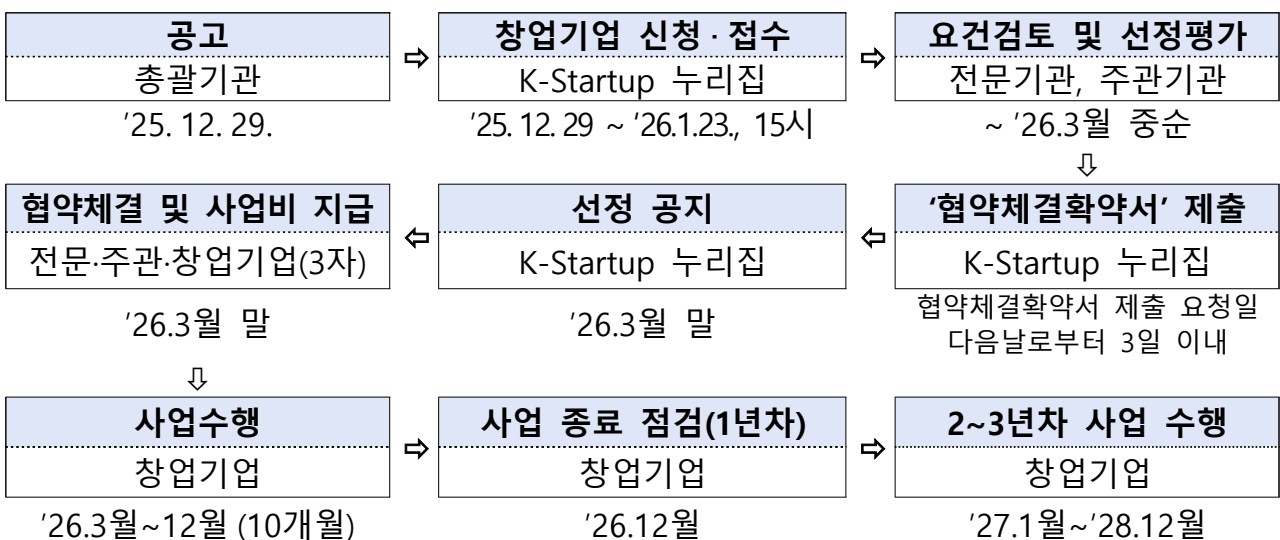 공고
총괄기관
'25. 12. 29.
⇨
창업기업 신청 · 접수
K-Startup 누리집
'25. 12. 29 ~ '26.1.23., 15시
⇨
요건검토 및 선정평가
전문기관, 주관기관
~ '26.3월 중순
⇩
'협약체결확약서' 제출
K-Startup 누리집
협약체결확약서 제출 요청일
다음날로부터 3일 이내
⇦
선정 공지
K-Startup 누리집
'26.3월 말
⇦
협약체결 및 사업비 지급
전문·주관·창업기업(3자)
'26.3월 말
⇩
사업수행
창업기업
'26.3월~12월 (10개월)
⇨
사업 종료 점검(1년차)
창업기업
'26.12월
⇨
2~3년차 사업 수행
창업기업
'27.1월~'28.12월